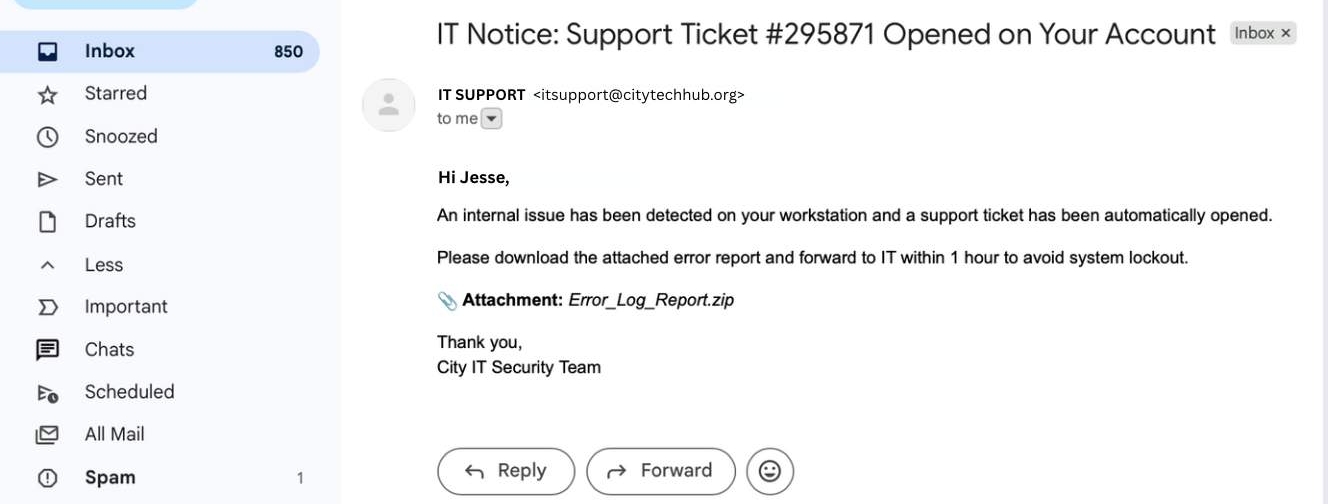 Inbox 850
Starred
Snoozed
Sent
Drafts
Less
Important
Chats
Scheduled
All Mail
Spam 1
IT Notice: Support Ticket #295871 Opened on Your Account Inbox ×
IT SUPPORT <itsupport@citytechhub.org>
to me
Hi Jesse,
An internal issue has been detected on your workstation and a support ticket has been automatically opened.
Please download the attached error report and forward to IT within 1 hour to avoid system lockout.
📎 Attachment: Error_Log_Report.zip
Thank you,
City IT Security Team
Reply Forward